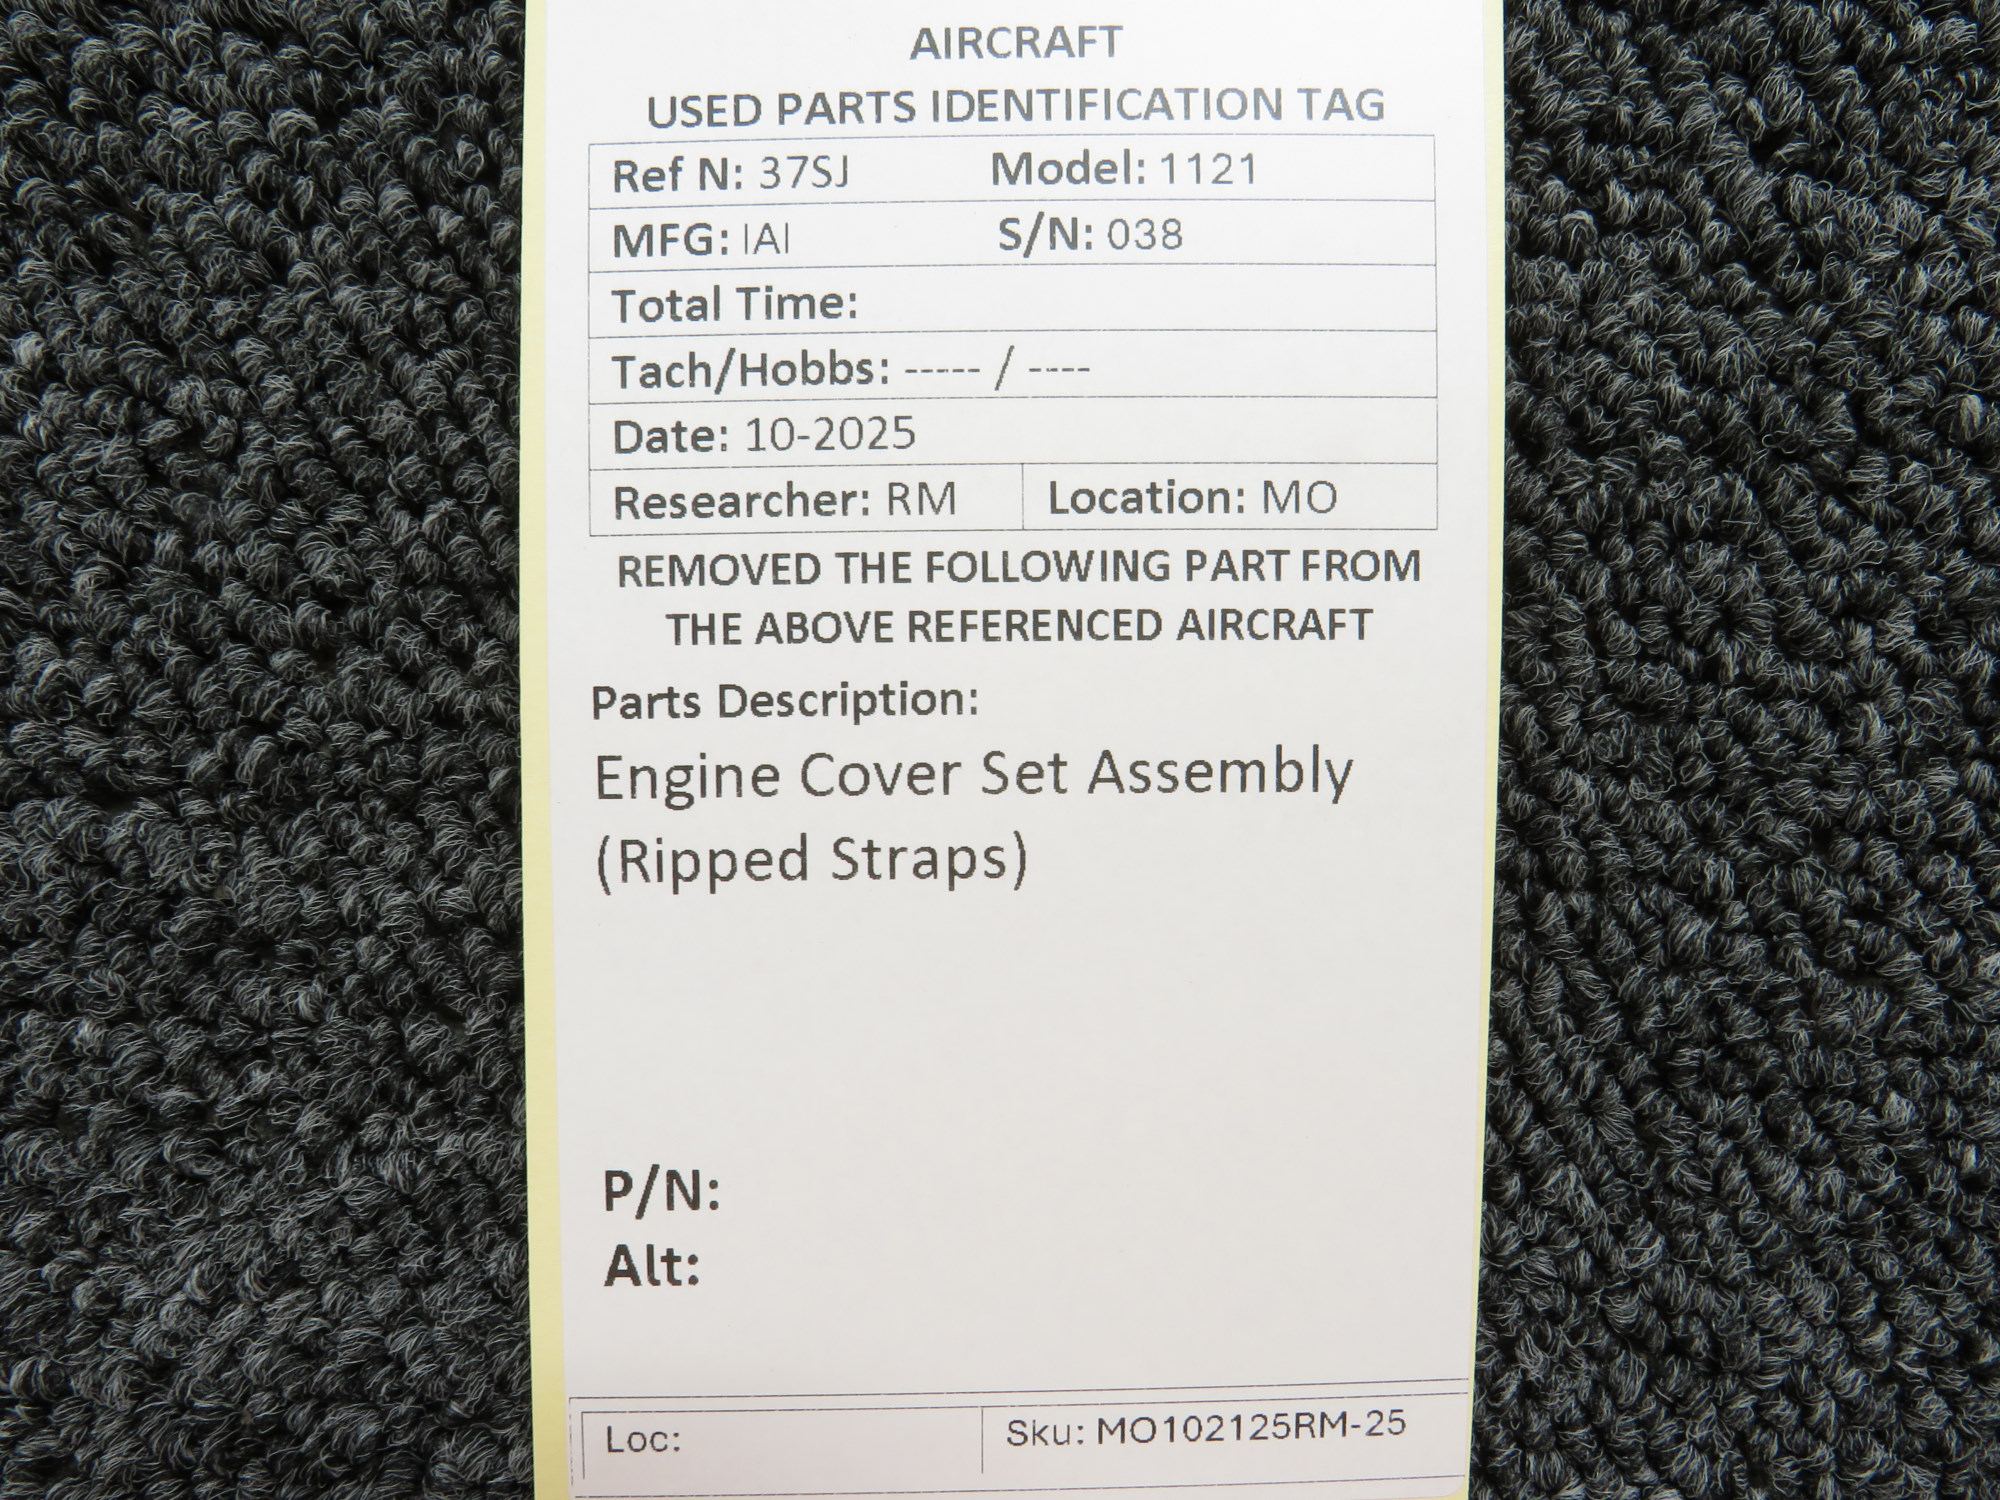 AIRCRAFT
USED PARTS IDENTIFICATION TAG
Ref N: 37SJ Model: 1121
MFG: IAI S/N: 038
Total Time:
Tach/Hobbs: ----- / ----
Date: 10-2025
Researcher: RM Location: MO
REMOVED THE FOLLOWING PART FROM
THE ABOVE REFERENCED AIRCRAFT
Parts Description:
Engine Cover Set Assembly
(Ripped Straps)
P/N:
Alt:
Loc: Sku: MO102125RM-25